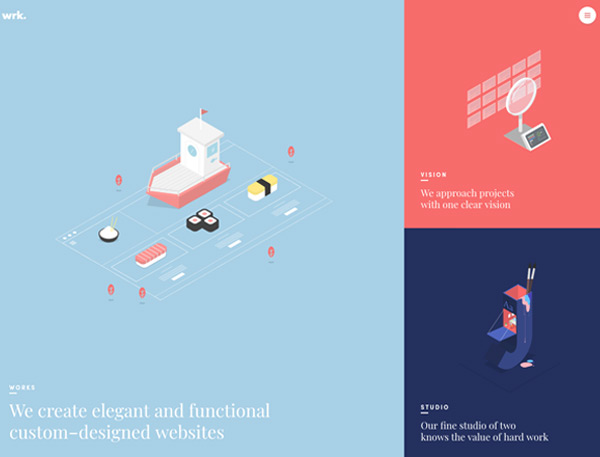 wrk.
WORKS
We create elegant and functional
custom-designed websites
VISION
We approach projects
with one clear vision
STUDIO
Our fine studio of two
knows the value of hard work